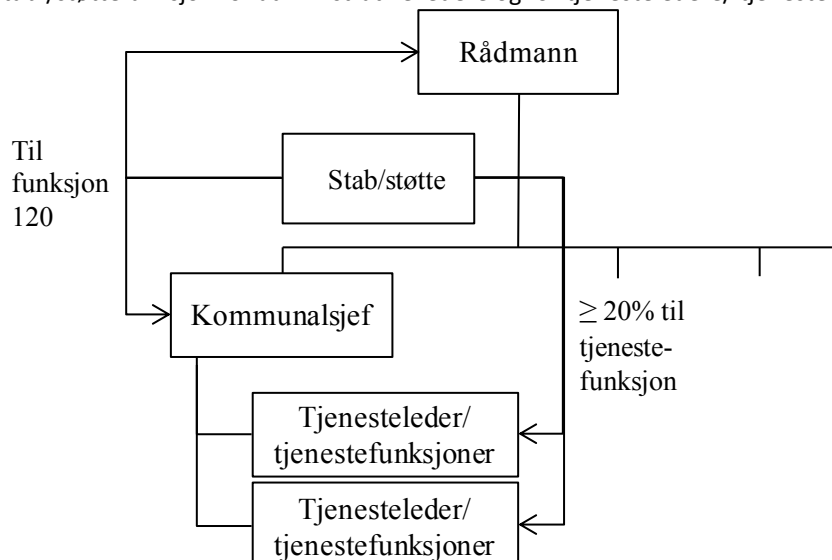 Rådmann
Til
funksjon
120
Stab/støtte
Kommunalsjef
≥ 20% til
tjeneste-
funksjon
Tjenesteleder/
tjenestefunksjoner
Tjenesteleder/
tjenestefunksjoner